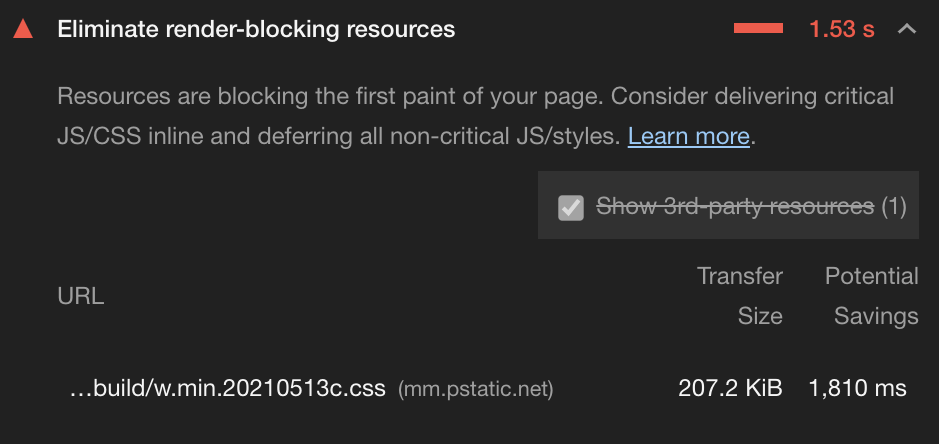 Eliminate render-blocking resources 1.53 s
Resources are blocking the first paint of your page. Consider delivering critical
JS/CSS inline and deferring all non-critical JS/styles. Learn more.
Show 3rd-party resources (1)
URL Transfer Size Potential Savings
…build/w.min.20210513c.css (mm.pstatic.net) 207.2 KiB 1,810 ms